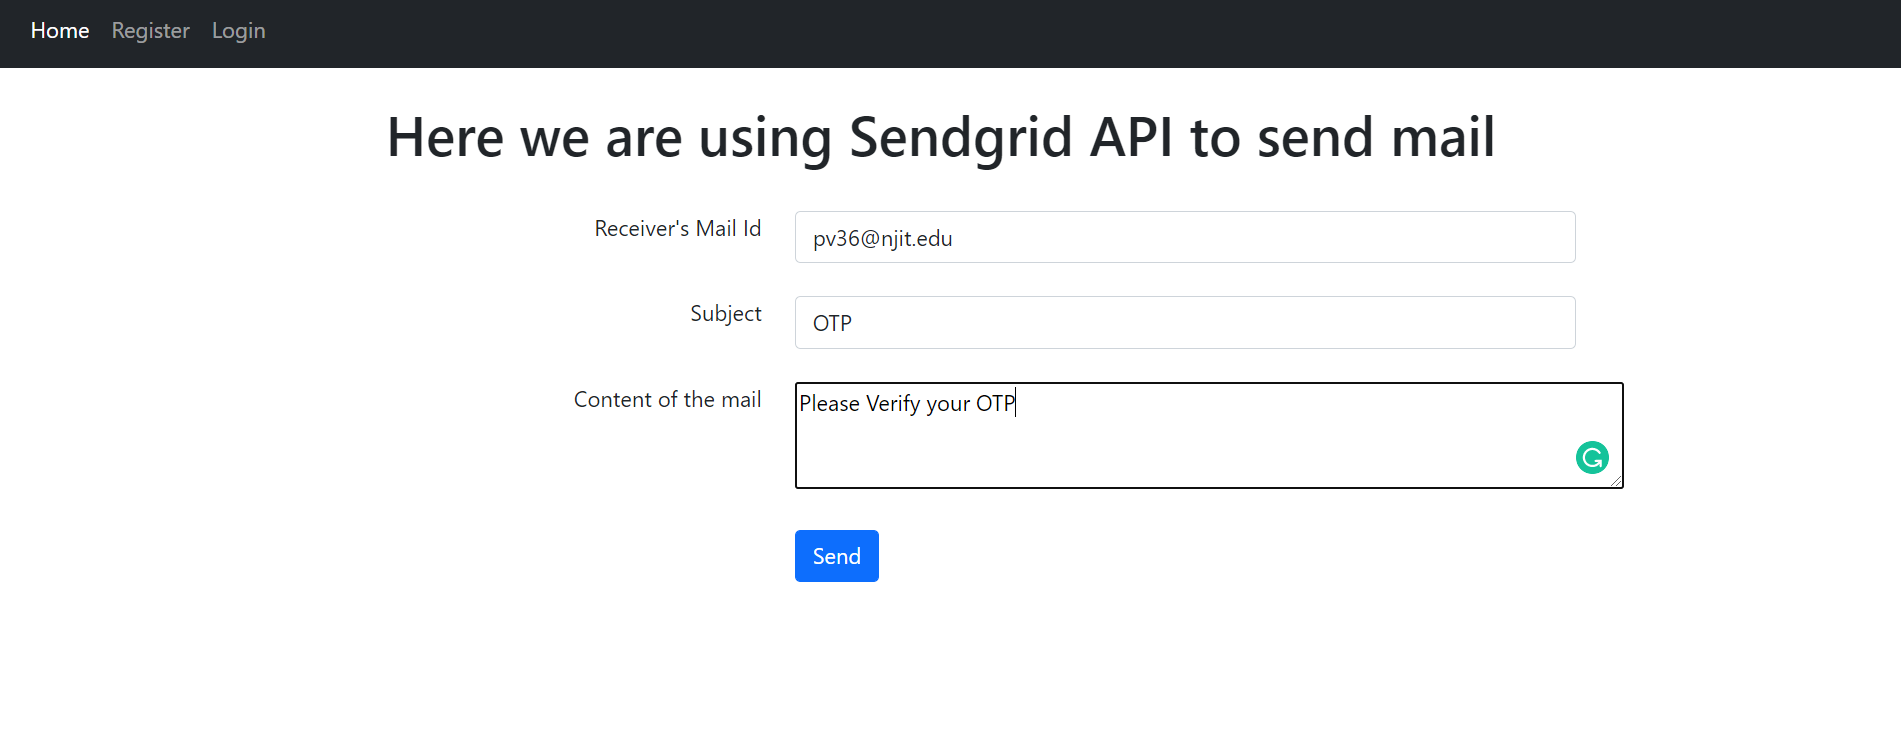 Home Register Login
Here we are using Sendgrid API to send mail
Receiver's Mail Id pv36@njit.edu
Subject OTP
Content of the mail Please Verify your OTP
Send